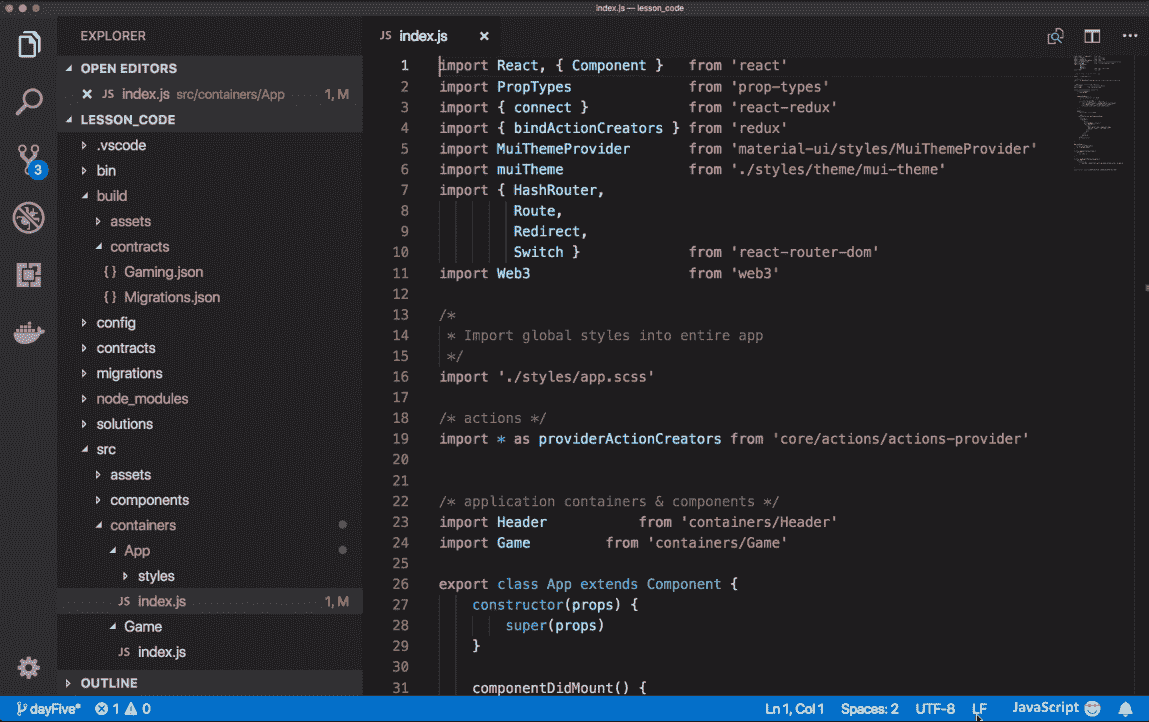 index.js — lesson_code
EXPLORER
OPEN EDITORS
JS index.js src/containers/App 1, M
LESSON_CODE
.vscode
bin
build
assets
contracts
{} Gaming.json
{} Migrations.json
config
contracts
migrations
node_modules
solutions
src
assets
components
containers
App
styles
JS index.js 1, M
Game
JS index.js
OUTLINE
3
JS index.js
1 import React, { Component } from 'react'
2 import PropTypes from 'prop-types'
3 import { connect } from 'react-redux'
4 import { bindActionCreators } from 'redux'
5 import MuiThemeProvider from 'material-ui/styles/MuiThemeProvider'
6 import muiTheme from './styles/theme/mui-theme'
7 import { HashRouter,
8 Route,
9 Redirect,
10 Switch } from 'react-router-dom'
11 import Web3 from 'web3'
12
13 /*
14 * Import global styles into entire app
15 */
16 import './styles/app.scss'
17
18 /* actions */
19 import * as providerActionCreators from 'core/actions/actions-provider'
20
21
22 /* application containers & components */
23 import Header from 'containers/Header'
24 import Game from 'containers/Game'
25
26 export class App extends Component {
27 constructor(props) {
28 super(props)
29 }
30
31 componentDidMount() {
dayFive* 1 0 Ln 1, Col 1 Spaces: 2 UTF-8 LF JavaScript